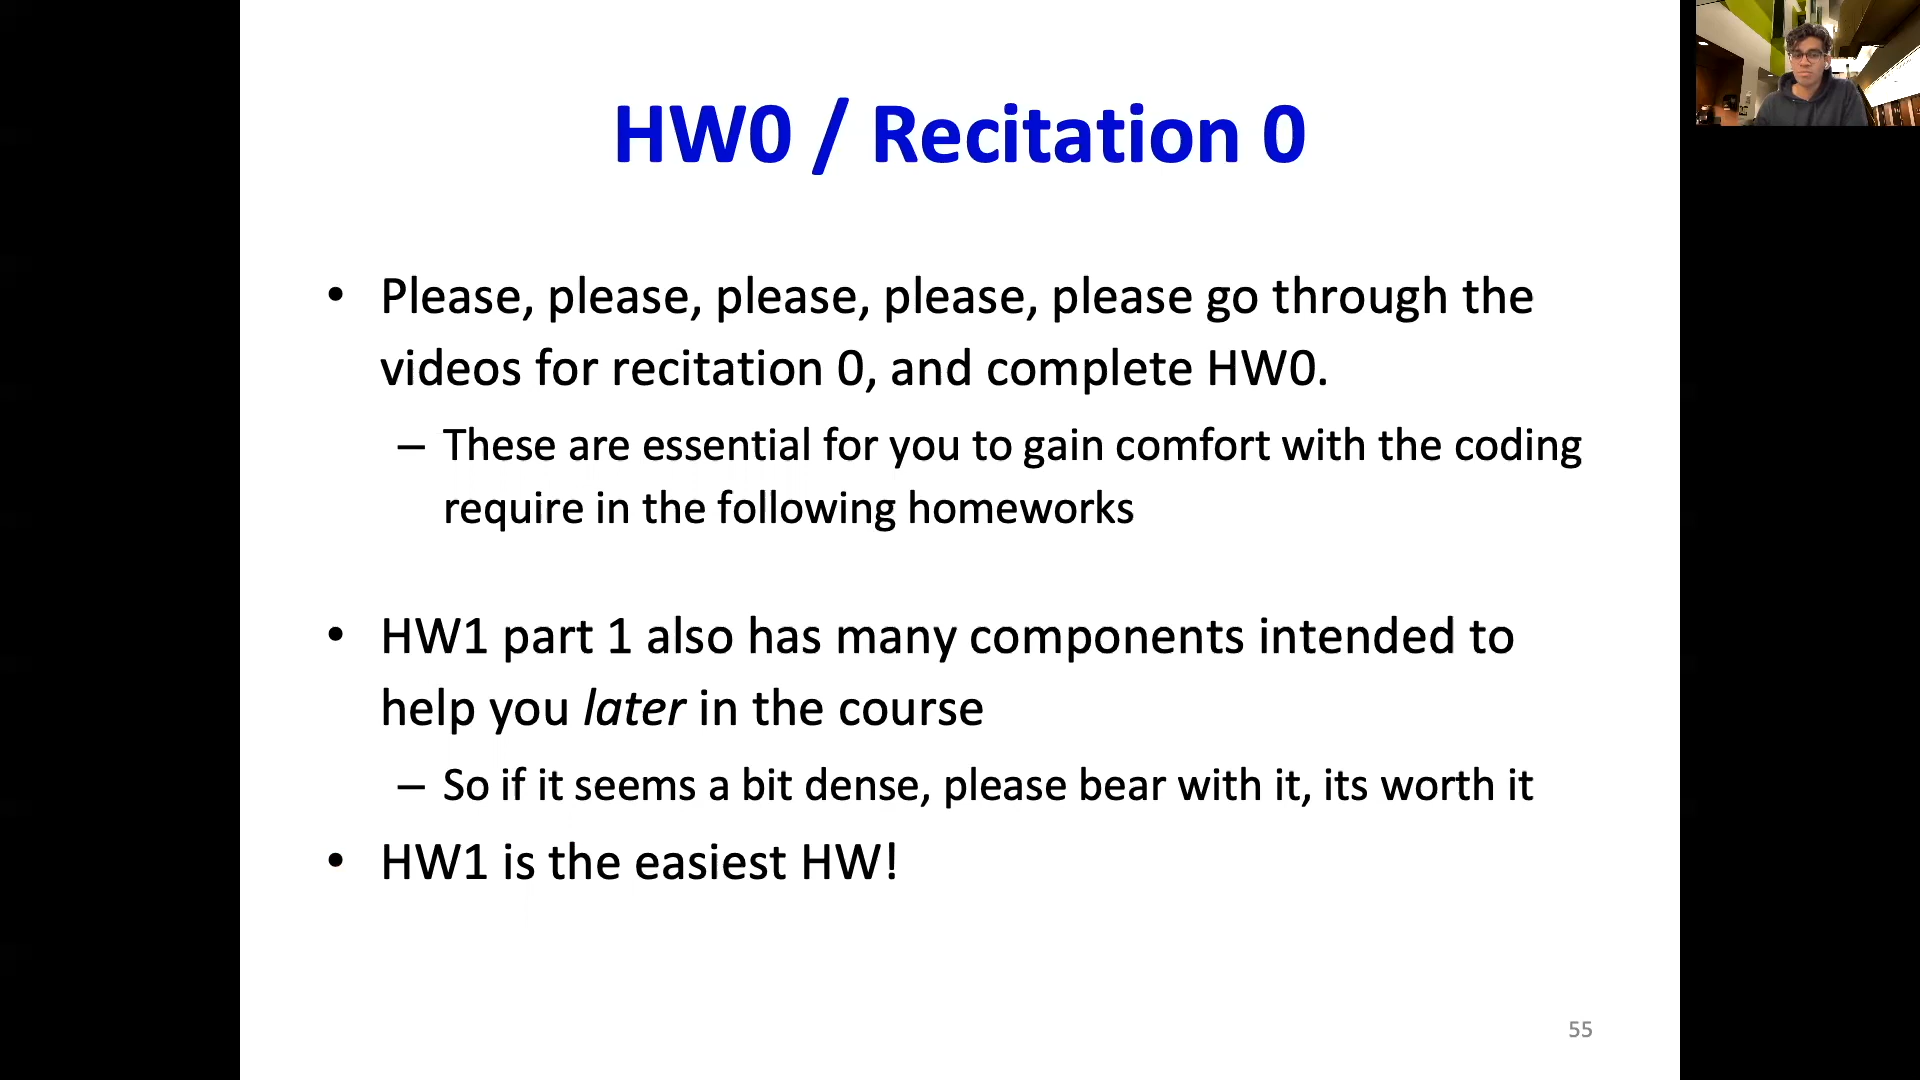 HW0 / Recitation 0
• Please, please, please, please, please go through the
videos for recitation 0, and complete HW0.
– These are essential for you to gain comfort with the coding
require in the following homeworks
• HW1 part 1 also has many components intended to
help you later in the course
– So if it seems a bit dense, please bear with it, its worth it
• HW1 is the easiest HW!
55